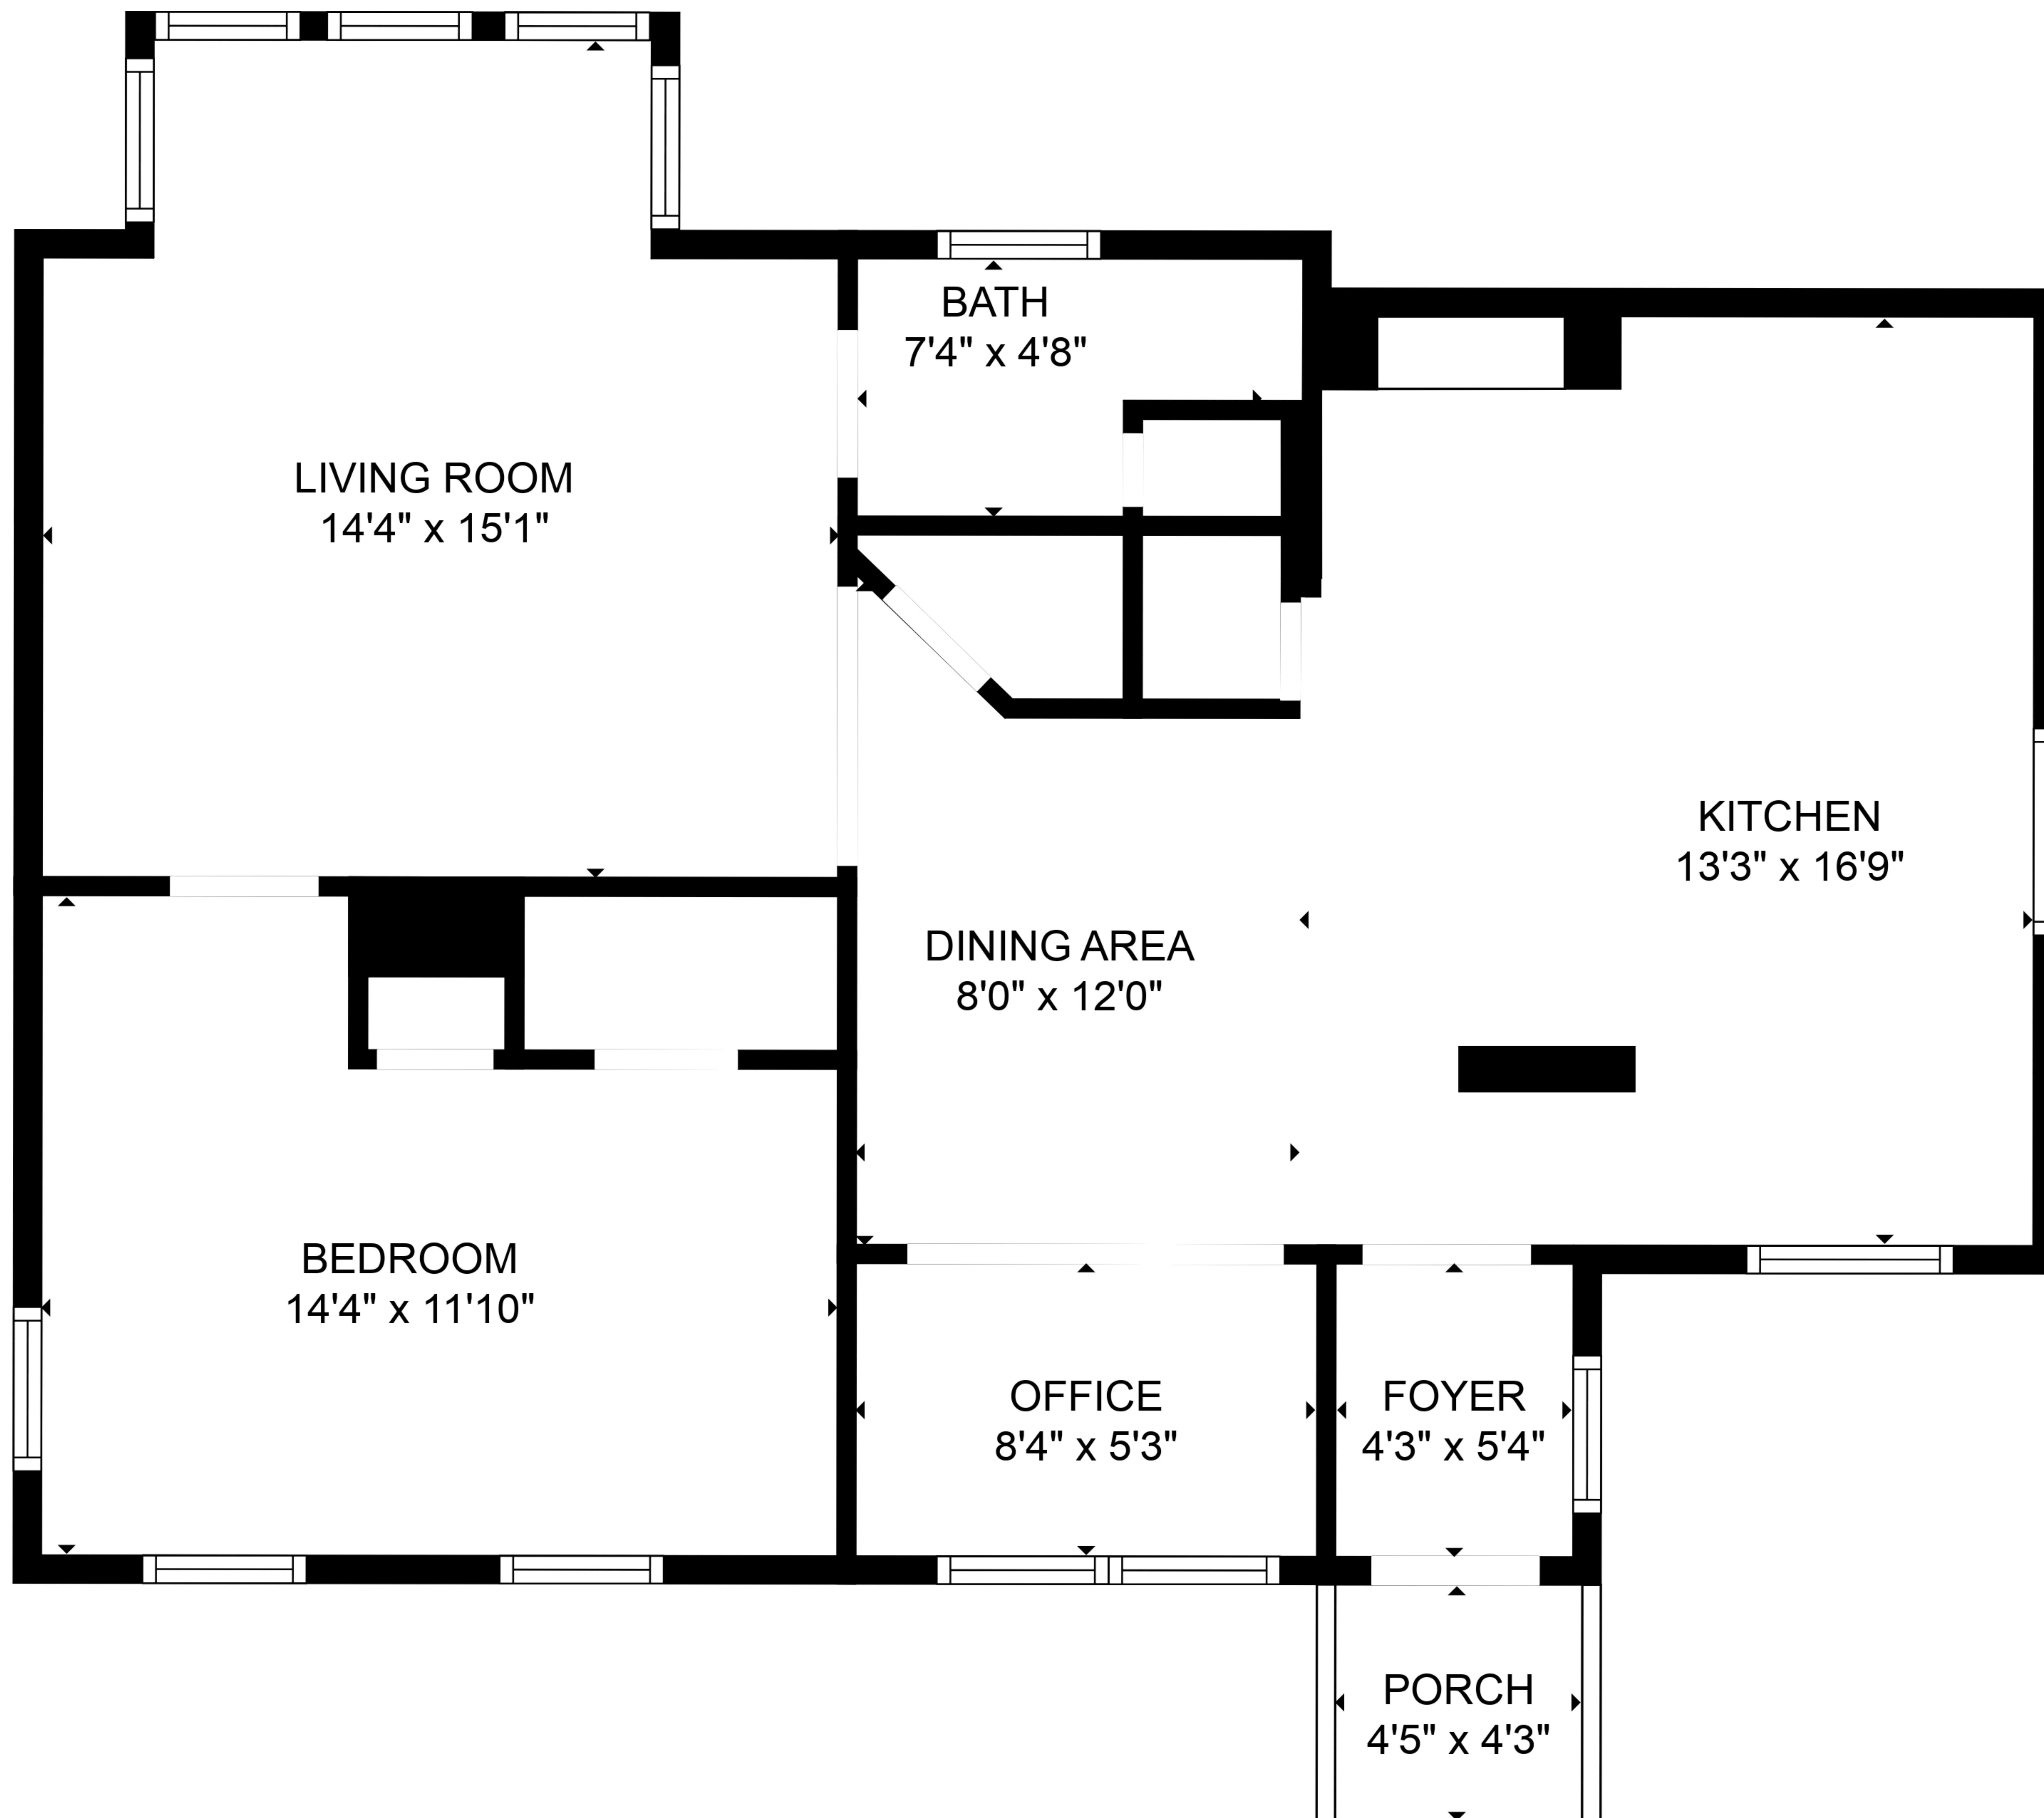 BATH
7'4" x 4'8"
LIVING ROOM
14'4" x 15'1"
KITCHEN
13'3" x 16'9"
DINING AREA
8'0" x 12'0"
BEDROOM
14'4" x 11'10"
OFFICE
8'4" x 5'3"
FOYER
4'3" x 5'4"
PORCH
4'5" x 4'3"